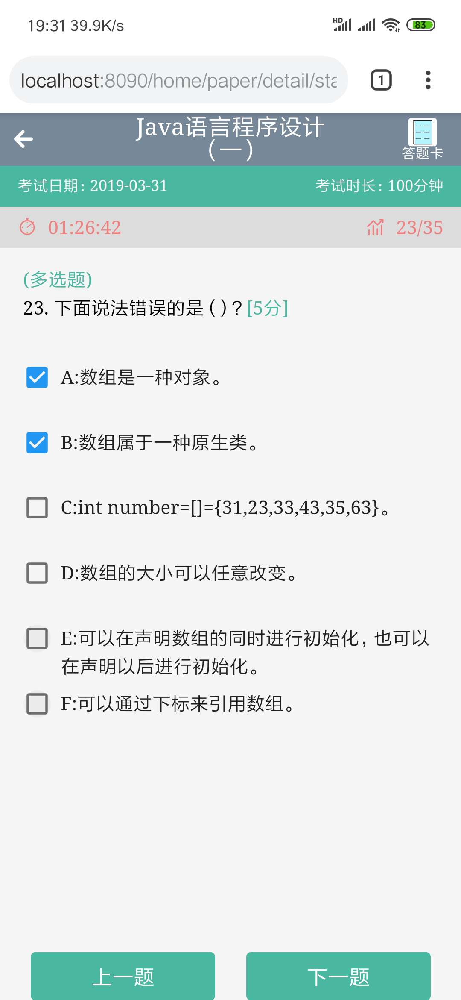 19:31 39.9K/s HD 83
localhost:8090/home/paper/detail/sta
1
Java语言程序设计
(一)
答题卡
考试日期: 2019-03-31 考试时长: 100分钟
01:26:42 23/35
(多选题)
23. 下面说法错误的是 ( ) ? [5分]
A:数组是一种对象。
B:数组属于一种原生类。
C:int number=[]={31,23,33,43,35,63}。
D:数组的大小可以任意改变。
E:可以在声明数组的同时进行初始化, 也可以
在声明以后进行初始化。
F:可以通过下标来引用数组。
上一题 下一题